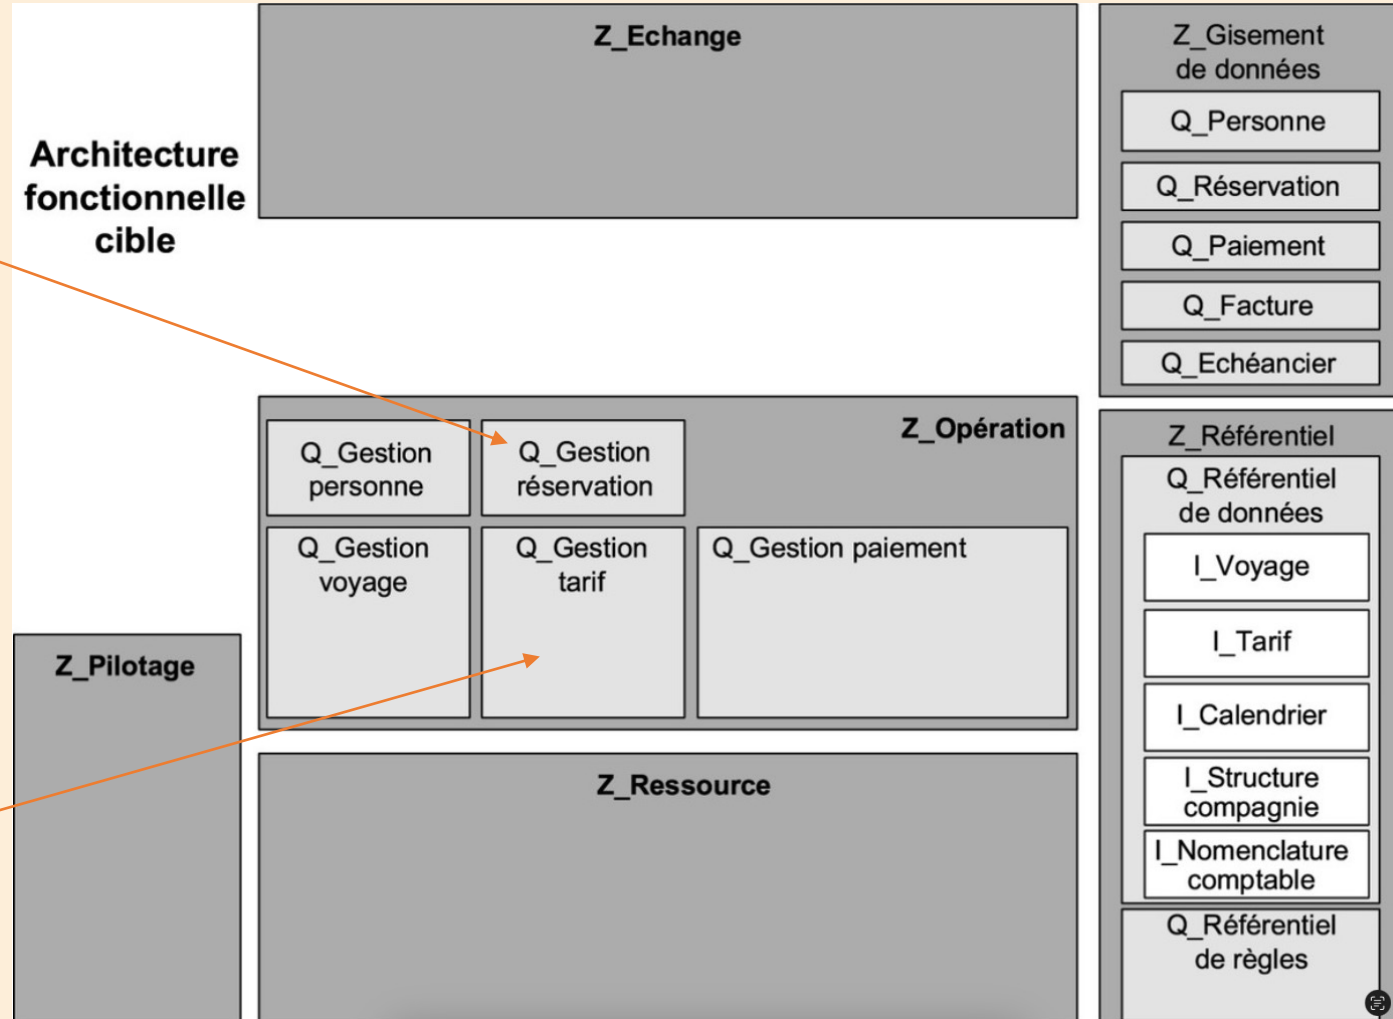 Architecture
fonctionnelle
cible
Z_Echange
Z_Gisement
de données
Q_Personne
Q_Réservation
Q_Paiement
Q_Facture
Q_Echéancier
Z_Opération
Q_Gestion
personne
Q_Gestion
réservation
Q_Gestion
voyage
Q_Gestion
tarif
Q_Gestion paiement
Z_Référentiel
Q_Référentiel
de données
I_Voyage
I_Tarif
I_Calendrier
I_Structure
compagnie
I_Nomenclature
comptable
Q_Référentiel
de règles
Z_Pilotage
Z_Ressource